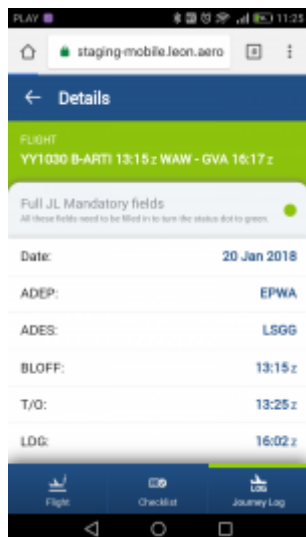 PLAY
11:25
staging-mobile.leon.aero
Details
FLIGHT
YY1030 B-ARTI 13:15 z WAW - GVA 16:17 z
Full JL Mandatory fields
All these fields need to be filled in to turn the status dot to green.
Date: 20 Jan 2018
ADEP: EPWA
ADES: LSGG
BLOFF: 13:15 z
T/O: 13:25 z
LDG: 16:02 z
LOG
Flight Checklist Journey Log